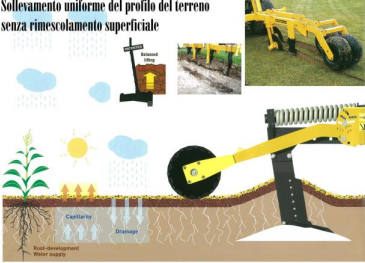 Sollevamento uniforme del profilo del terreno
senza rimescolamento superficiale
Balanced
lifting
Capillarity
Drainage
Root-development
Water supply